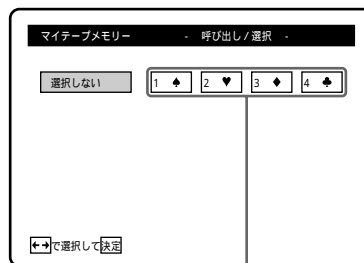 マイテープメモリー - 呼び出し / 選択 -
選択しない 1 ♠ 2 ♥ 3 ♦ 4 ♣
←→で選択して決定